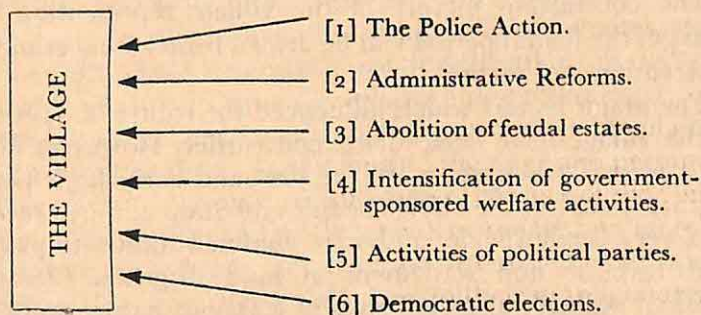 THE VILLAGE
[1] The Police Action.
[2] Administrative Reforms.
[3] Abolition of feudal estates.
[4] Intensification of government-
sponsored welfare activities.
[5] Activities of political parties.
[6] Democratic elections.